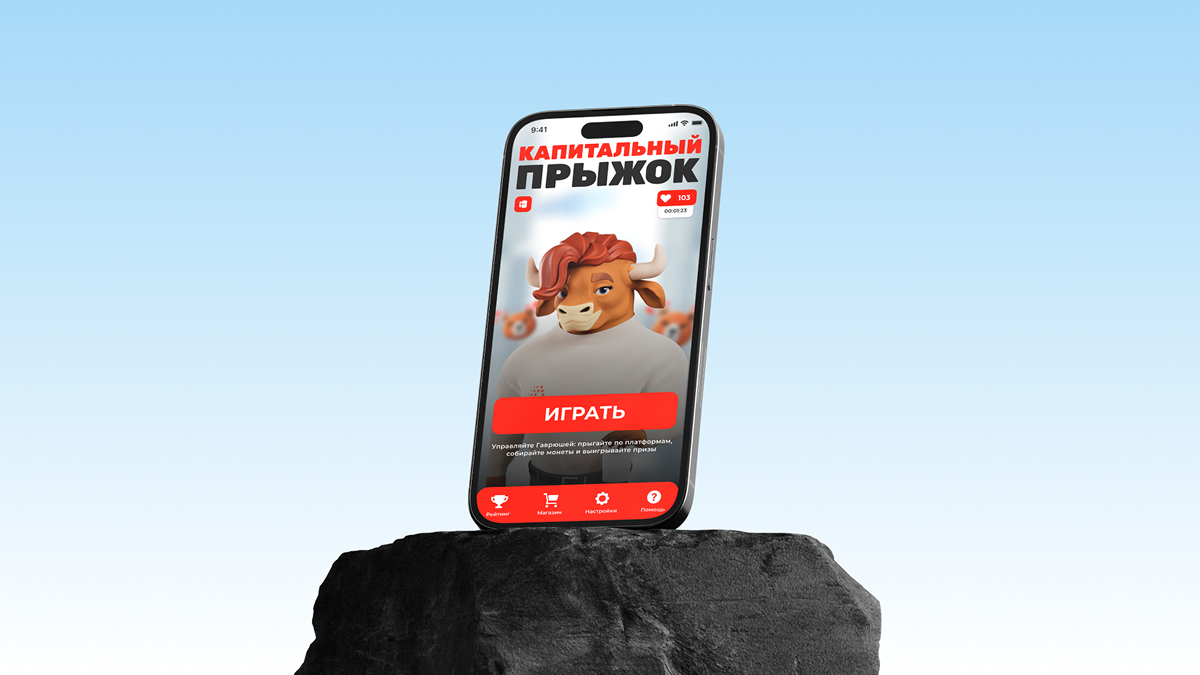 9:41
КАПИТАЛЬНЫЙ
ПРЫЖОК
103
00:01:23
ИГРАТЬ
Управляйте Гаврюшей: прыгайте по платформам,
собирайте монеты и выигрывайте призы
Рейтинг
Магазин
Настройки
Помощь